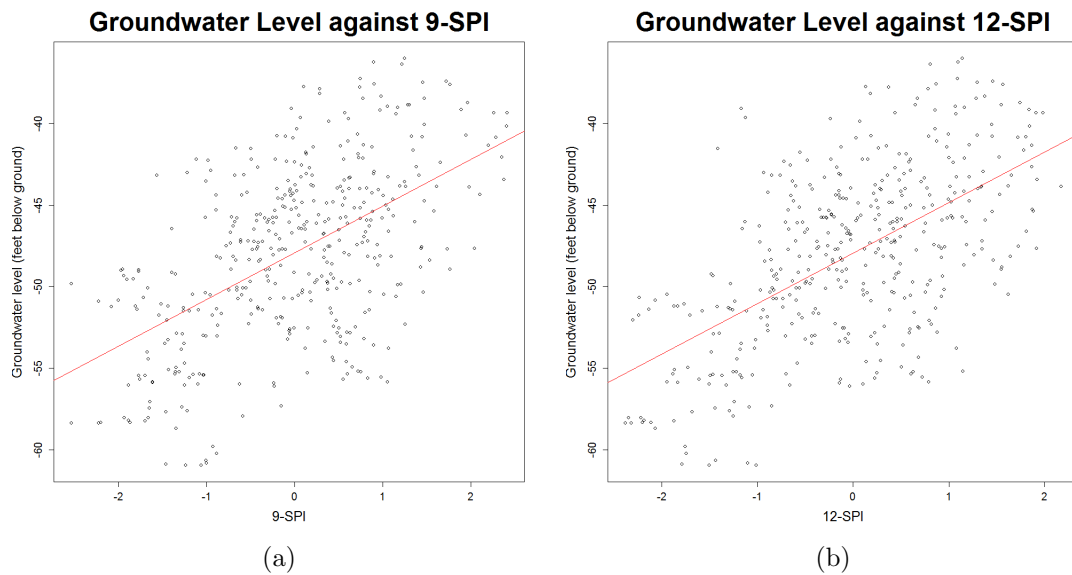 Groundwater Level against 9-SPI
Groundwater level (feet below ground)
-40
-45
-50
-55
-60
-2 -1 0 1 2
9-SPI
(a)
Groundwater Level against 12-SPI
Groundwater level (feet below ground)
-40
-45
-50
-55
-60
-2 -1 0 1 2
12-SPI
(b)